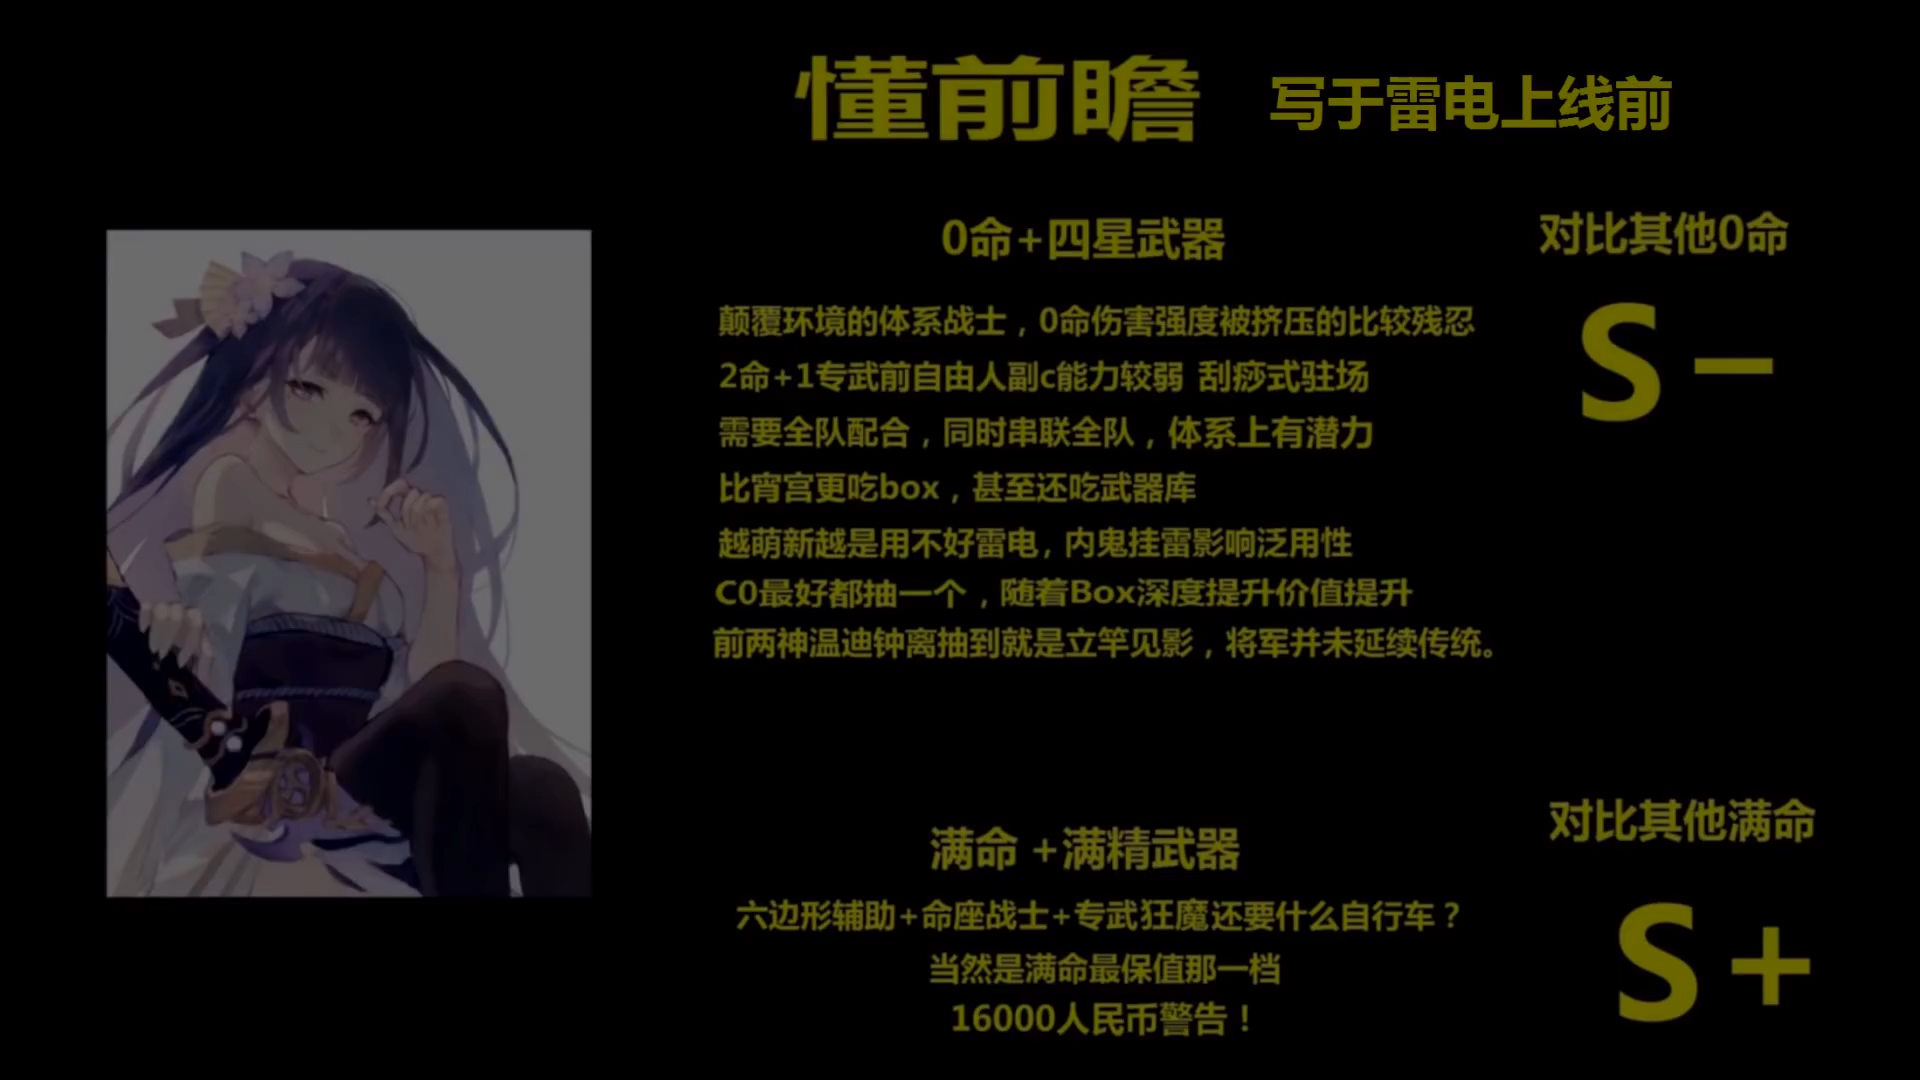 懂前瞻 写于雷电上线前
0命+四星武器
对比其他0命
S-
颠覆环境的体系战士，0命伤害强度被挤压的比较残忍
2命+1专武前自由人副c能力较弱 刮痧式驻场
需要全队配合，同时串联全队，体系上有潜力
比宵宫更吃box，甚至还吃武器库
越萌新越是用不好雷电，内鬼挂雷影响泛用性
C0最好都抽一个，随着Box深度提升价值提升
前两神温迪钟离抽到就是立竿见影，将军并未延续传统。
满命 +满精武器
对比其他满命
S+
六边形辅助+命座战士+专武狂魔还要什么自行车？
当然是满命最保值那一档
16000人民币警告！